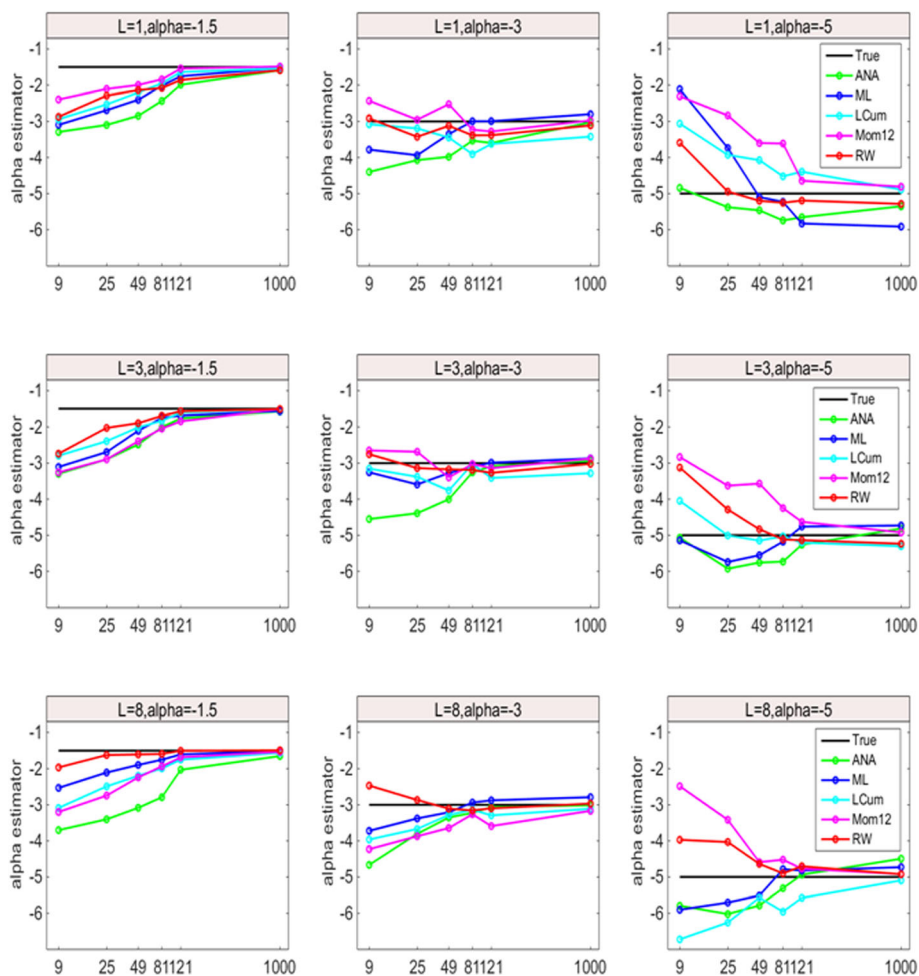 L=1,alpha=-1.5
alpha estimator
-1
-2
-3
-4
-5
-6
9 25 49 81121 1000
L=1,alpha=-3
alpha estimator
-1
-2
-3
-4
-5
-6
9 25 49 81121 1000
L=1,alpha=-5
alpha estimator
-1
-2
-3
-4
-5
-6
True
ANA
ML
LCum
Mom12
RW
9 25 49 81121 1000
L=3,alpha=-1.5
alpha estimator
-1
-2
-3
-4
-5
-6
9 25 49 81121 1000
L=3,alpha=-3
alpha estimator
-1
-2
-3
-4
-5
-6
9 25 49 81121 1000
L=3,alpha=-5
alpha estimator
-1
-2
-3
-4
-5
-6
True
ANA
ML
LCum
Mom12
RW
9 25 49 81121 1000
L=8,alpha=-1.5
alpha estimator
-1
-2
-3
-4
-5
-6
9 25 49 81121 1000
L=8,alpha=-3
alpha estimator
-1
-2
-3
-4
-5
-6
9 25 49 81121 1000
L=8,alpha=-5
alpha estimator
-1
-2
-3
-4
-5
-6
True
ANA
ML
LCum
Mom12
RW
9 25 49 81121 1000